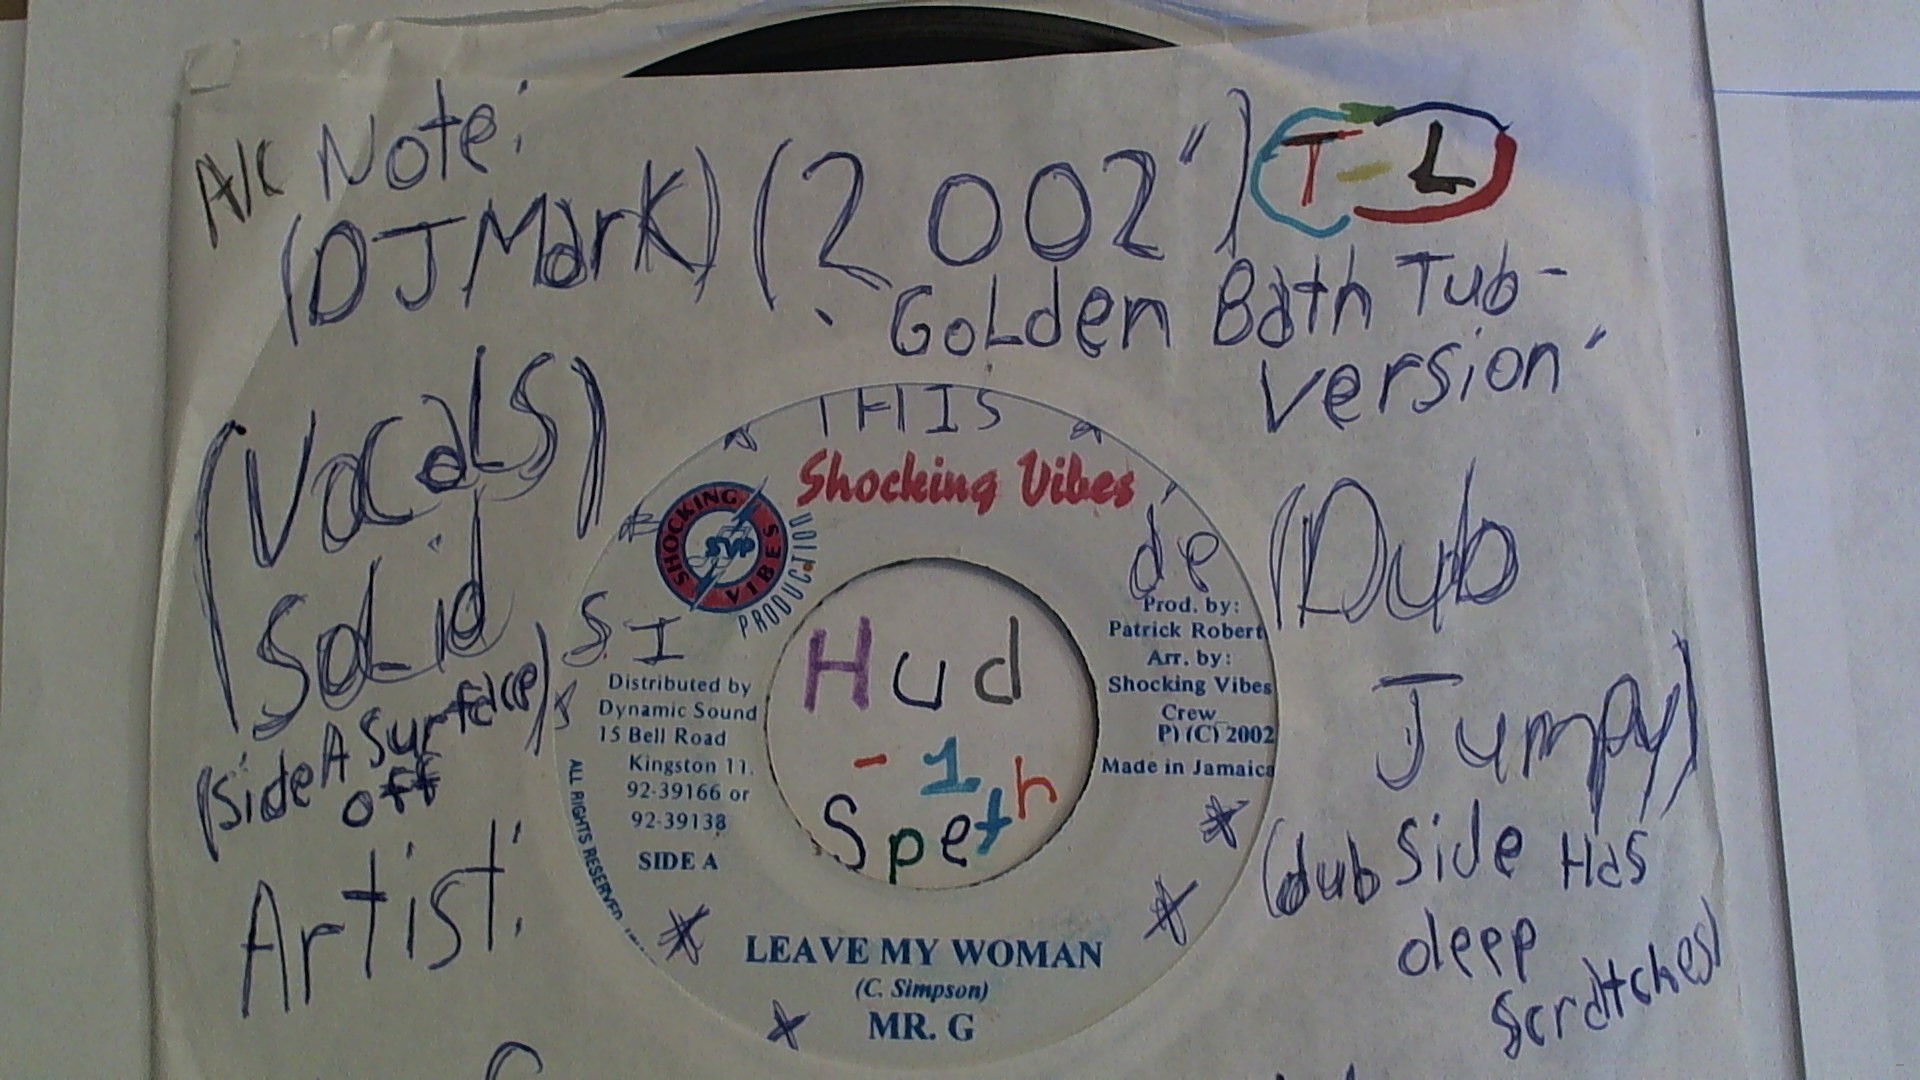 A/C Note:
(DJ Mark) (2002") T-L
Golden Bath Tub-
version'
(Vocals)
Solid
(Side A Surface)
off
Artist:
THIS
Shocking Vibes
SHOCKING VIBES
SVP
PRODUCTION
SI
de
Distributed by
Dynamic Sound
15 Bell Road
Kingston 11.
92-39166 or
92-39138
SIDE A
ALL RIGHTS RESERVED
Hud
-1
Speth
Prod. by:
Patrick Robert
Arr. by:
Shocking Vibes
Crew
P) (C) 2002
Made in Jamaica
LEAVE MY WOMAN
(C. Simpson)
MR. G
(Dub
Jumpy)
(dub Side Has
deep
Scratches)